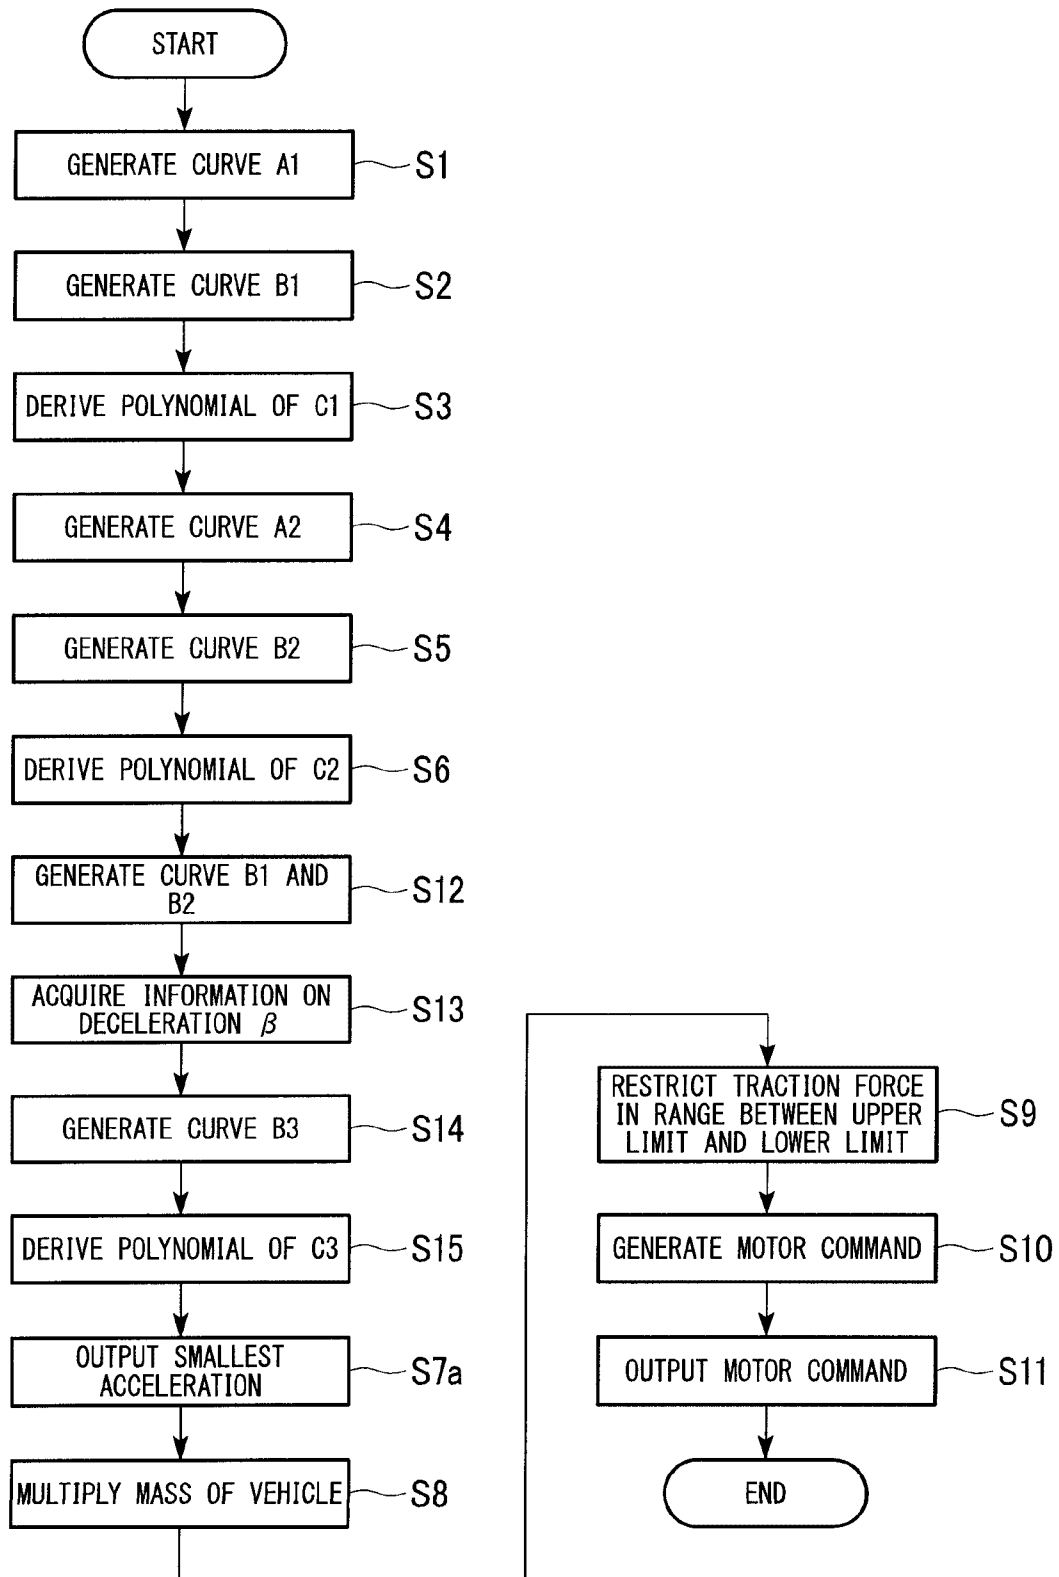 START
GENERATE CURVE A1
S1
GENERATE CURVE B1
S2
DERIVE POLYNOMIAL OF C1
S3
GENERATE CURVE A2
S4
GENERATE CURVE B2
S5
DERIVE POLYNOMIAL OF C2
S6
GENERATE CURVE B1 AND
B2
S12
ACQUIRE INFORMATION ON
DECELERATION β
S13
GENERATE CURVE B3
S14
DERIVE POLYNOMIAL OF C3
S15
OUTPUT SMALLEST
ACCELERATION
S7a
MULTIPLY MASS OF VEHICLE
S8
RESTRICT TRACTION FORCE
IN RANGE BETWEEN UPPER
LIMIT AND LOWER LIMIT
S9
GENERATE MOTOR COMMAND
S10
OUTPUT MOTOR COMMAND
S11
END